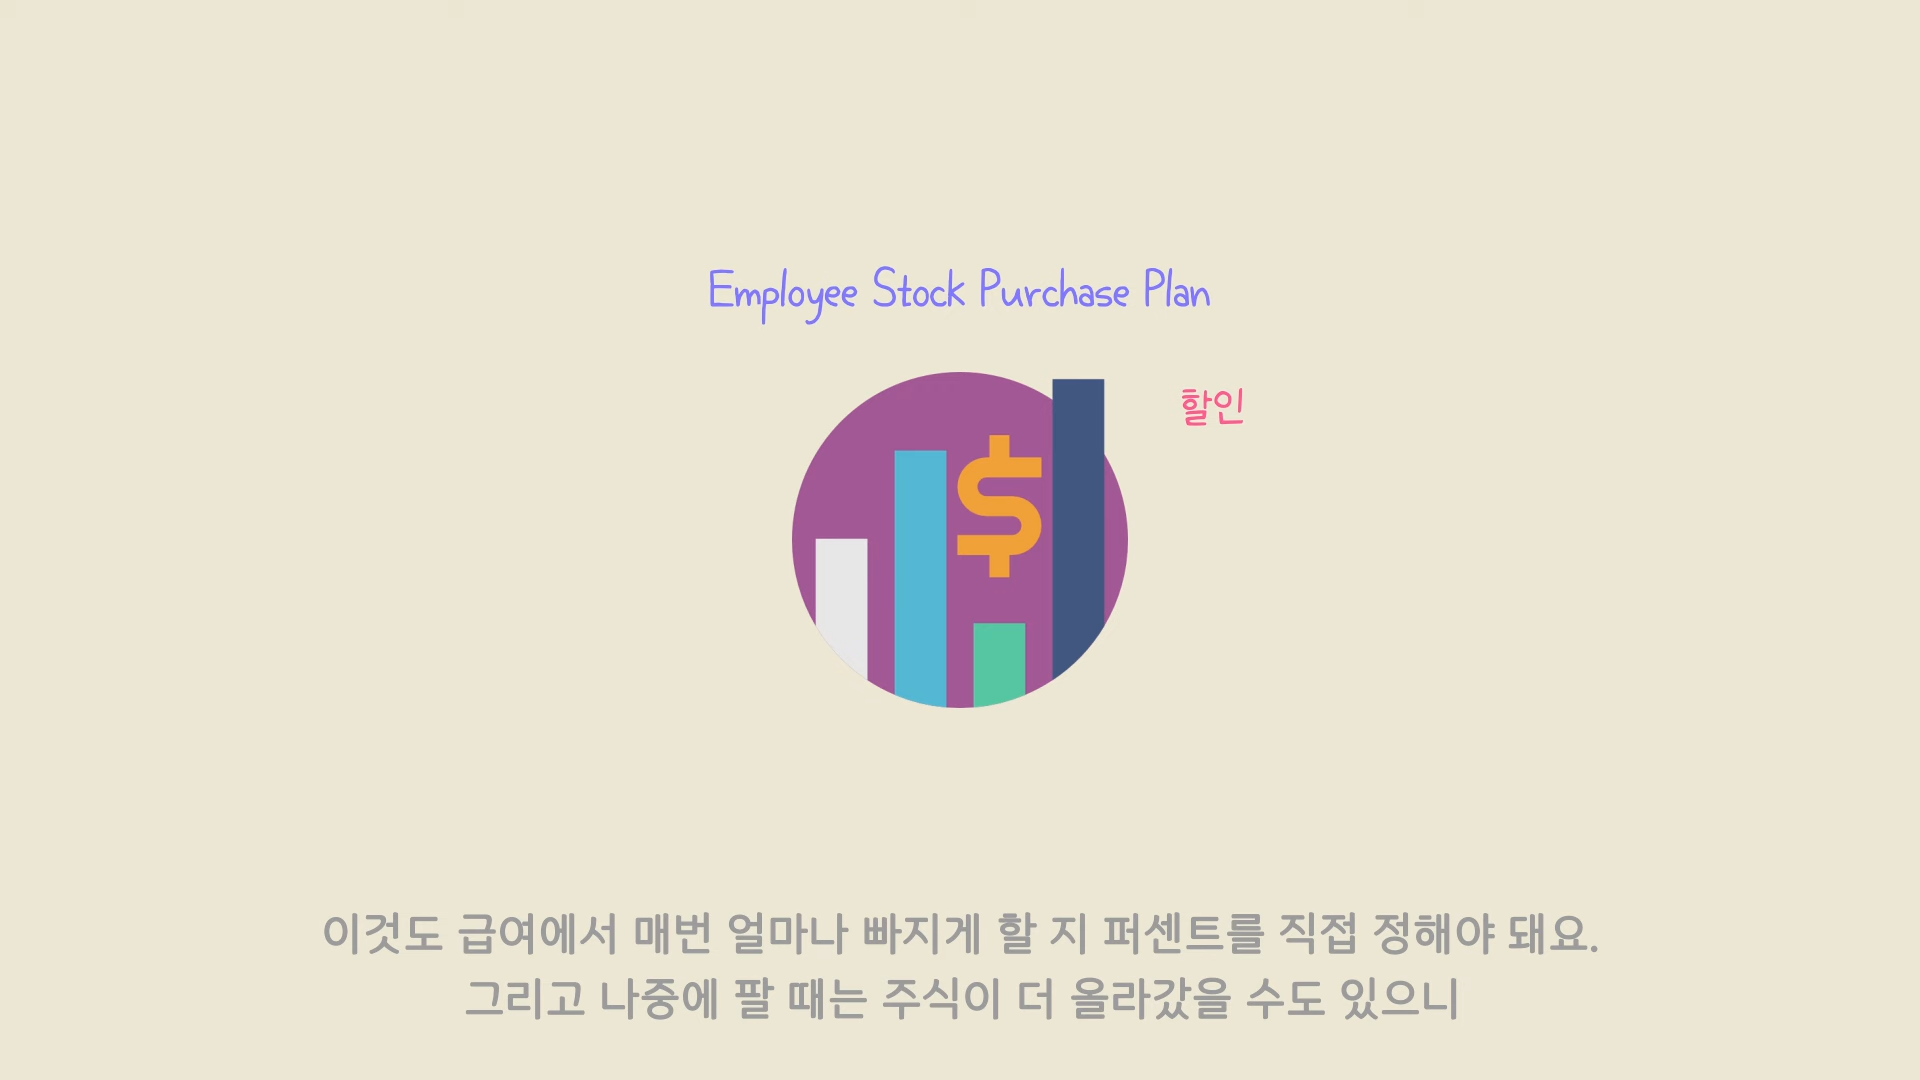 Employee Stock Purchase Plan
할인
$
이것도 급여에서 매번 얼마나 빠지게 할 지 퍼센트를 직접 정해야 돼요.
그리고 나중에 팔 때는 주식이 더 올라갔을 수도 있으니